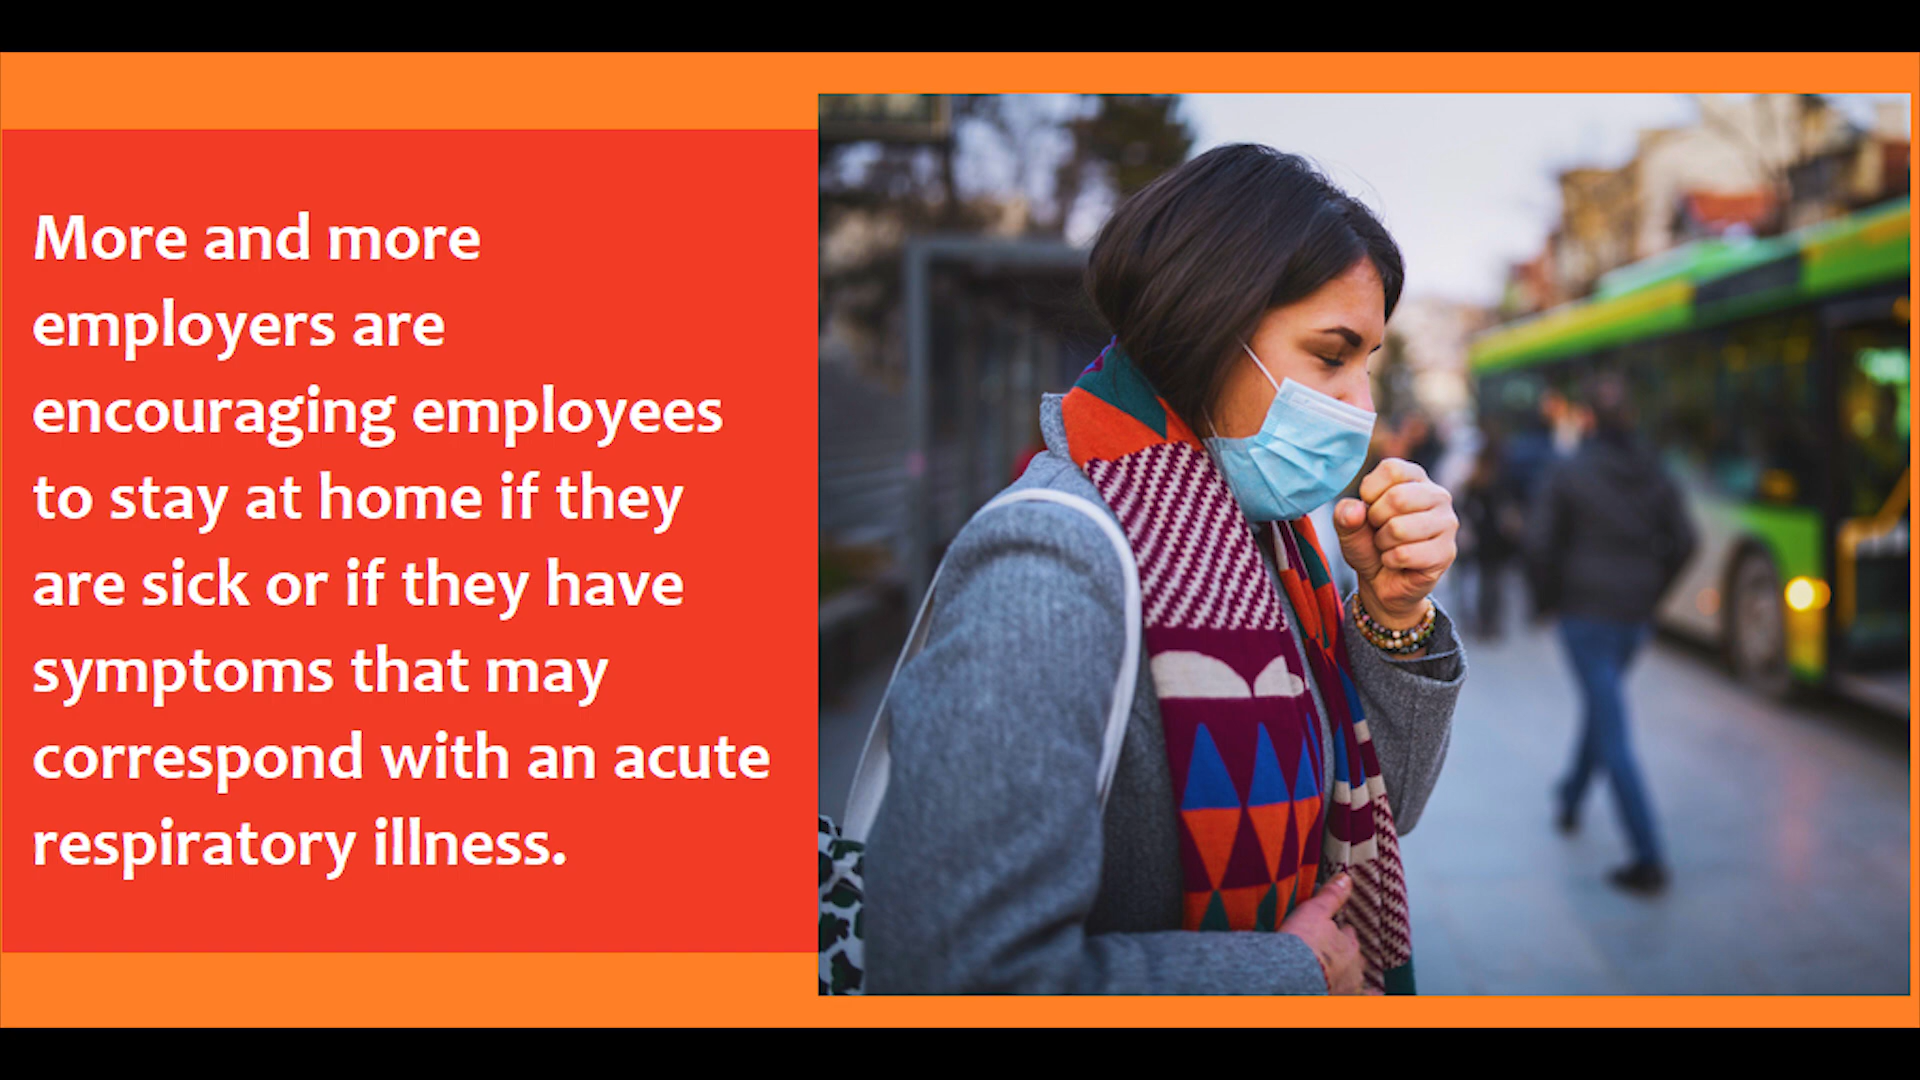 More and more
employers are
encouraging employees
to stay at home if they
are sick or if they have
symptoms that may
correspond with an acute
respiratory illness.